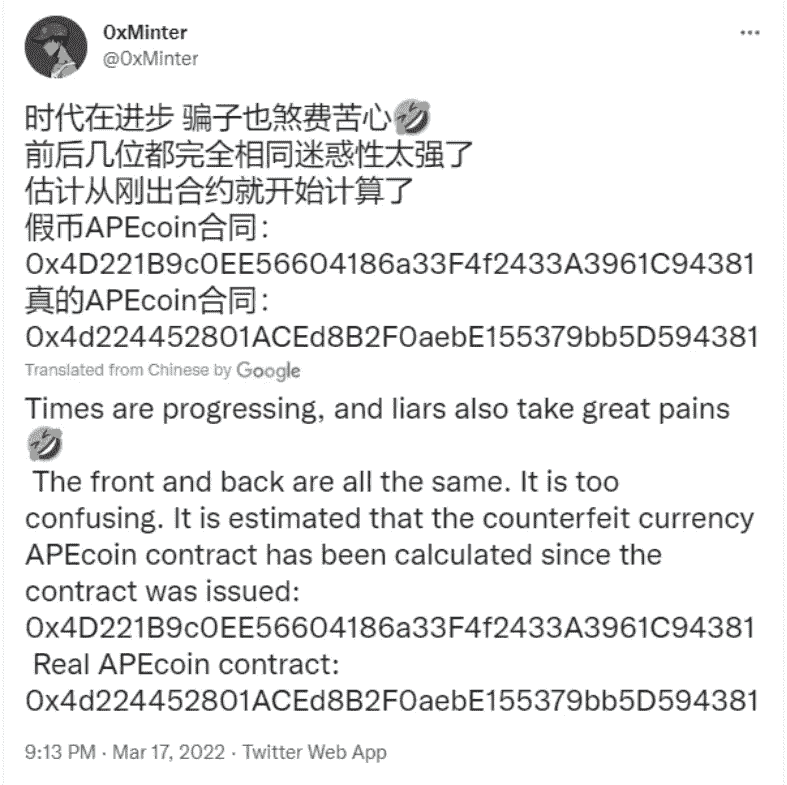 0xMinter
@0xMinter
时代在进步 骗子也煞费苦心🤣
前后几位都完全相同迷惑性太强了
估计从刚出合约就开始计算了
假币APEcoin合同：
0x4D221B9c0EE56604186a33F4f2433A3961C94381
真的APEcoin合同：
0x4d224452801ACEd8B2F0aebE155379bb5D594381
Translated from Chinese by Google
Times are progressing, and liars also take great pains
🤣
The front and back are all the same. It is too
confusing. It is estimated that the counterfeit currency
APEcoin contract has been calculated since the
contract was issued:
0x4D221B9c0EE56604186a33F4f2433A3961C94381
Real APEcoin contract:
0x4d224452801ACEd8B2F0aebE155379bb5D594381
9:13 PM · Mar 17, 2022 · Twitter Web App